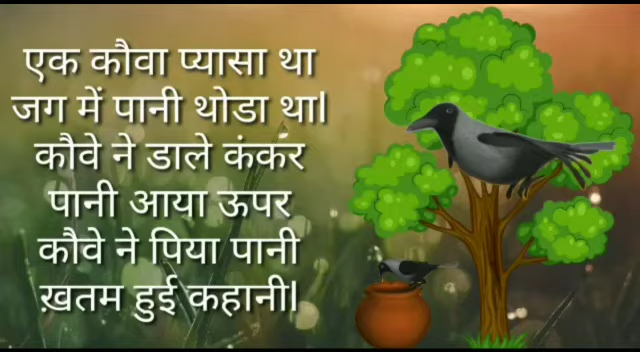 एक कौवा प्यासा था
जग में पानी थोडा था।
कौवे ने डाले कंकर
पानी आया ऊपर
कौवे ने पिया पानी
ख़तम हुई कहानी।